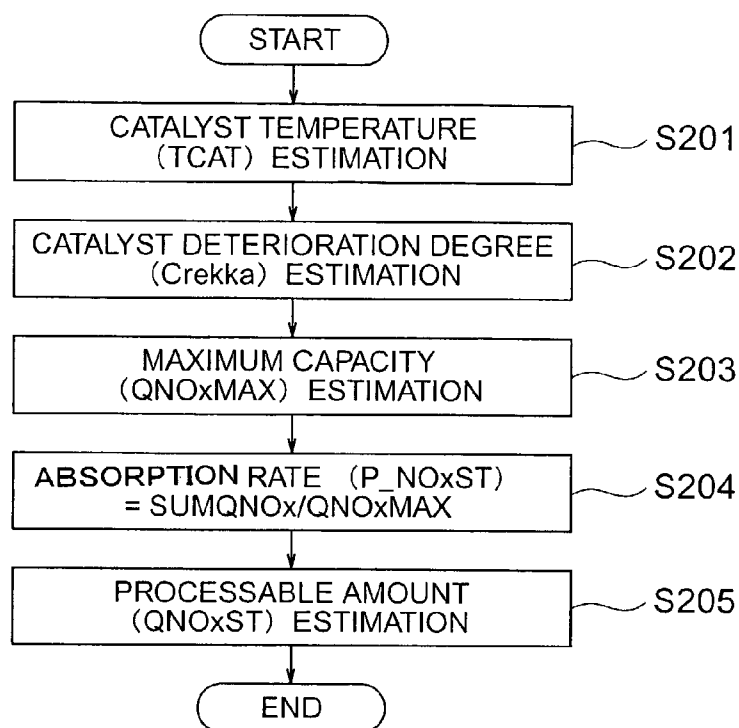 START
CATALYST TEMPERATURE
(TCAT) ESTIMATION
S201
CATALYST DETERIORATION DEGREE
(Crekka) ESTIMATION
S202
MAXIMUM CAPACITY
(QNOxMAX) ESTIMATION
S203
ABSORPTION RATE (P_NOxST)
= SUMQNOx/QNOxMAX
S204
PROCESSABLE AMOUNT
(QNOxST) ESTIMATION
S205
END